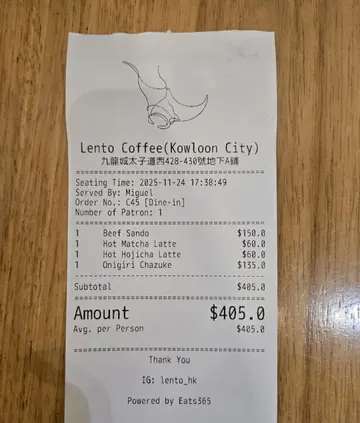 Lento Coffee(Kowloon City)
九龍城太子道西428-430號地下A舖
Seating Time: 2025-11-24 17:38:49
Served By: Miguel
Order No.: C45 [Dine-in]
Number of Patron: 1
1 Beef Sando $150.0
1 Hot Matcha Latte $60.0
1 Hot Hojicha Latte $60.0
1 Onigiri Chazuke $135.0
Subtotal $405.0
Amount $405.0
Avg. per Person $405.0
Thank You
IG: lento_hk
Powered by Eats365